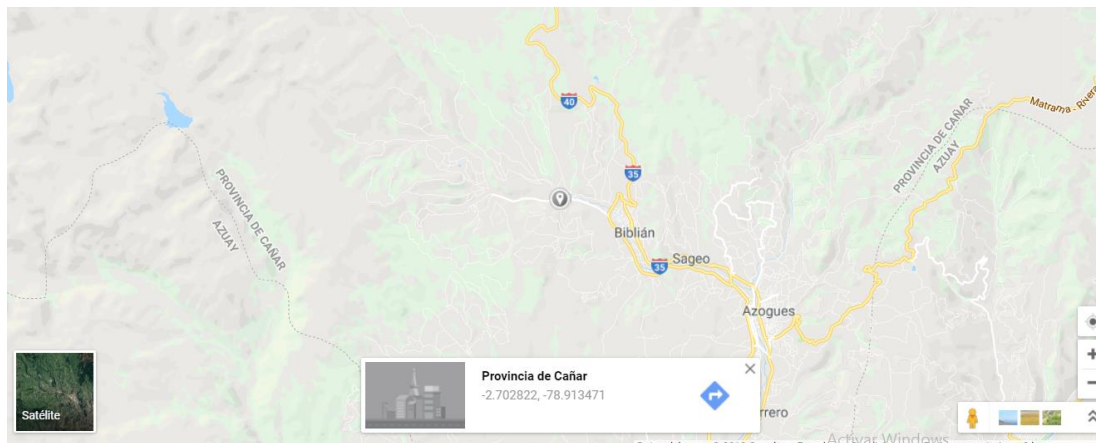 40
Matrama - Rivera
PROVINCIA DE CAÑAR
AZUAY
35
PROVINCIA DE CAÑAR
AZUAY
Biblián
Sageo
35
Azogues
Provincia de Cañar
-2.702822, -78.913471
Satélite
rrero
Activar Windows